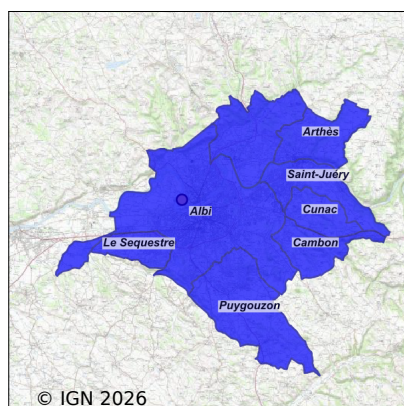 Arthès
Saint-Juéry
Cunac
Albi
Cambon
Le Sequestre
Puygouzon
© IGN 2026